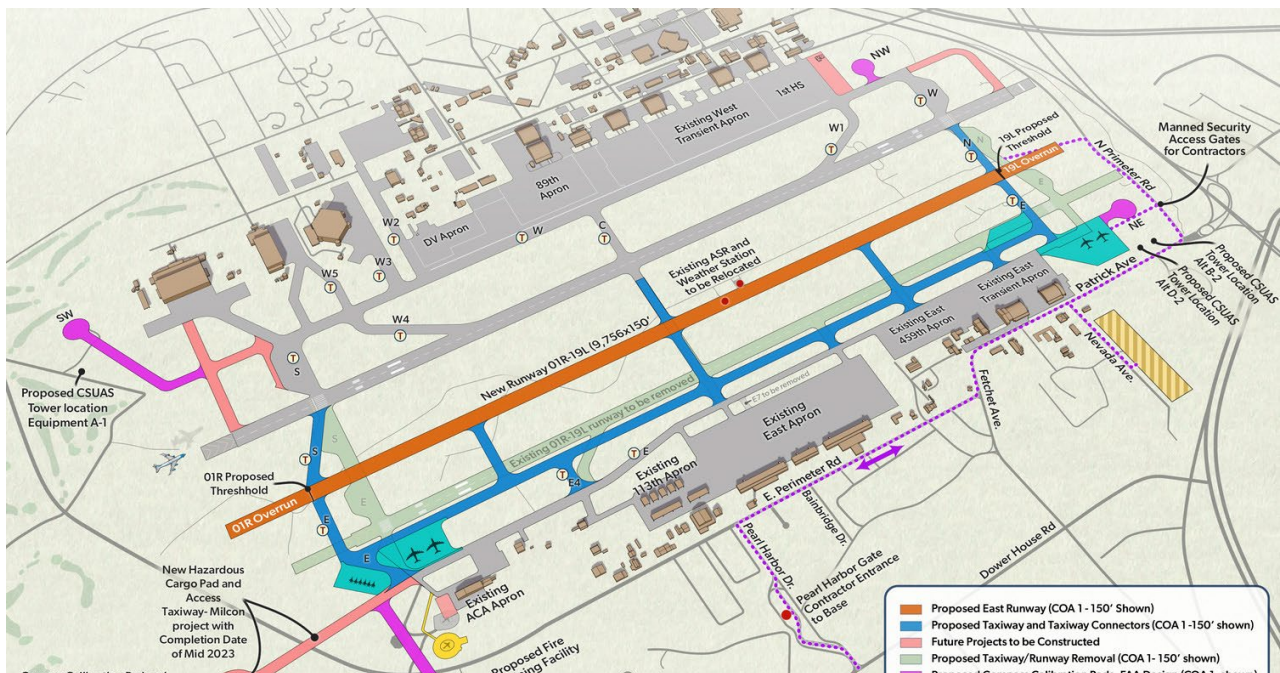 NW
W
1st HS
Existing West
Transient Apron
W1
89th
Apron
N
N
19L Proposed
Threshold
Manned Security
Access Gates
for Contractors
N Primeter Rd
19L Overrun
E
E
NE
W2
DV Apron
W
C
W3
W5
W4
Existing ASR and
Weather Station
to be Relocated
Proposed CSUAS
Tower Location
Alt B-2
Proposed CSUAS
Tower Location
Alt D-2
Patrick Ave
Existing East
Transient Apron
Existing East
459th Apron
Nevada Ave.
Fetchet Ave.
SW
S
New Runway 01R-19L (9,756x150'
Proposed CSUAS
Tower location
Equipment A-1
Existing 01R-19L runway to be removed
E7 to be removed
Existing
East Apron
S
S
E
E4
Existing
113th Apron
01R Proposed
Threshhold
01R Overrun
E
E
E
E. Perimeter Rd
Bainbridge Dr.
Pearl Harbor Dr.
Pearl Harbor Gate
Contractor Entrance
to Base
Dower House Rd
New Hazardous
Cargo Pad and
Access
Taxiway- Milcon
project with
Completion Date
of Mid 2023
Existing
ACA Apron
Proposed Fire
Facility
Proposed East Runway (COA 1 - 150' Shown)
Proposed Taxiway and Taxiway Connectors (COA 1 -150' shown)
Future Projects to be Constructed
Proposed Taxiway/Runway Removal (COA 1- 150' shown)